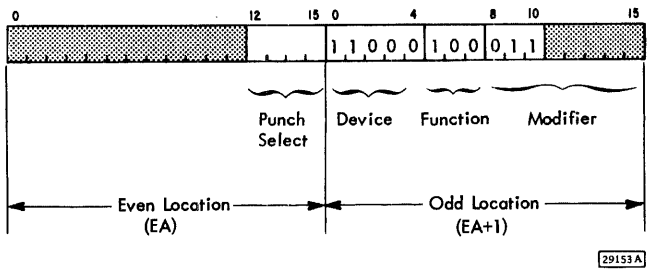 0 12 15 0 4 8 10 15
1 1 0 0 0 1 0 0 0 1 1
Punch Select Device Function Modifier
Even Location (EA) Odd Location (EA+1)
29153 A